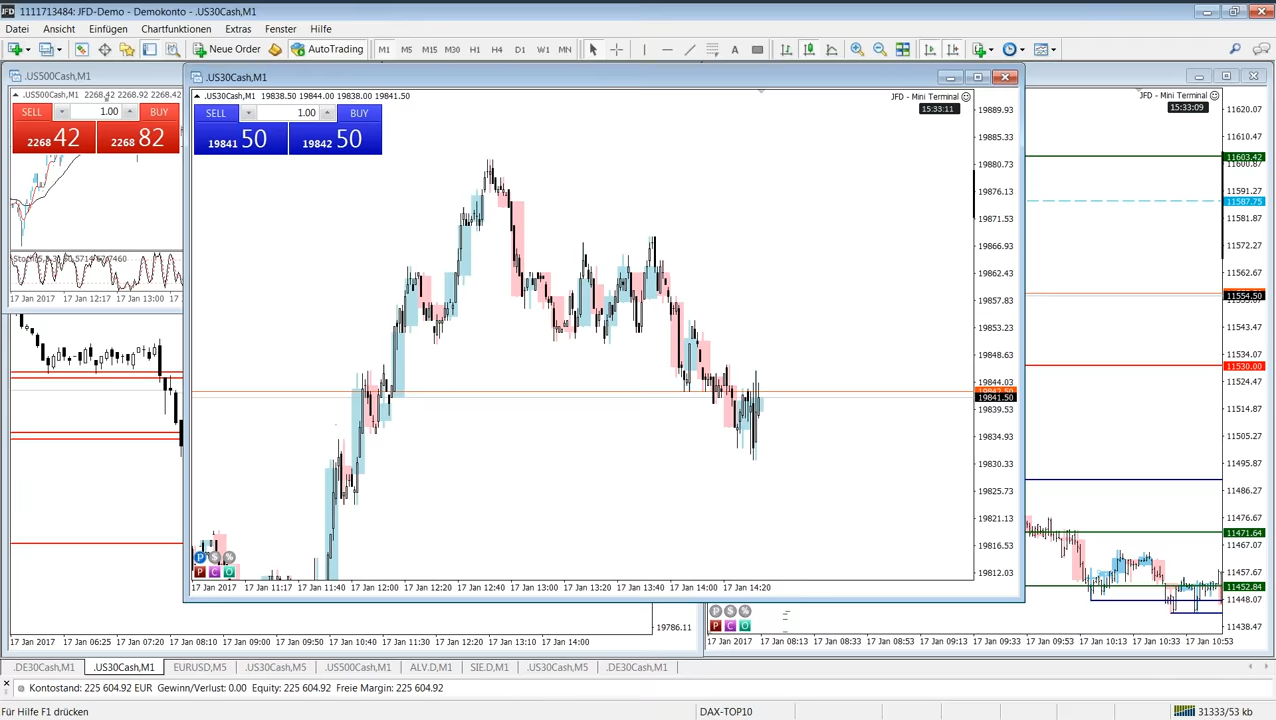 1111713484: JFD-Demo - Demokonto - .US30Cash,M1
Datei Ansicht Einfügen Chartfunktionen Extras Fenster Hilfe
New Order AutoTrading M1 M5 M15 M30 H1 H4 D1 W1 MN A
.US500Cash,M1
.US500Cash,M1 2268.42 2268.92 2268.42
SELL 1.00 BUY
2268 42 2268 82
17 Jan 2017 17 Jan 12:17 17 Jan 13:00
.US30Cash,M1
.US30Cash,M1 19838.50 19844.00 19838.00 19841.50
JFD - Mini Terminal
15:33:11
SELL 1.00 BUY
19841 50 19842 50
19889.93
19885.33
19880.73
19876.13
19871.53
19866.93
19862.43
19857.83
19853.23
19848.63
19844.03
19842.50
19841.50
19839.53
19834.93
19830.33
19825.73
19821.13
19816.53
19812.03
P S %
P C O
17 Jan 2017 17 Jan 11:17 17 Jan 11:40 17 Jan 12:00 17 Jan 12:20 17 Jan 12:40 17 Jan 13:00 17 Jan 13:20 17 Jan 13:40 17 Jan 14:00 17 Jan 14:20
JFD - Mini Terminal
15:33:09
11620.07
11610.47
11603.42
11600.87
11591.27
11587.75
11581.87
11572.27
11562.67
11554.50
11543.47
11534.07
11530.00
11524.47
11514.87
11505.27
11495.87
11486.27
11476.67
11471.64
11467.07
11457.47
11452.84
11448.07
11438.47
19786.11
P S %
P C O
17 Jan 2017 17 Jan 06:25 17 Jan 07:20 17 Jan 08:10 17 Jan 09:00 17 Jan 09:50 17 Jan 10:40 17 Jan 11:30 17 Jan 12:20 17 Jan 13:10 17 Jan 14:00
17 Jan 2017 17 Jan 08:13 17 Jan 08:33 17 Jan 08:53 17 Jan 09:13 17 Jan 09:33 17 Jan 09:53 17 Jan 10:13 17 Jan 10:33 17 Jan 10:53
.DE30Cash,M1 .US30Cash,M1 EURUSD,M5 .US30Cash,M5 .US500Cash,M1 ALV.D,M1 SIE.D,M1 .US30Cash,M5 .DE30Cash,M1
Kontostand: 225 604.92 EUR Gewinn/Verlust: 0.00 Equity: 225 604.92 Freie Margin: 225 604.92
Für Hilfe F1 drücken DAX-TOP10 31333/53 kb